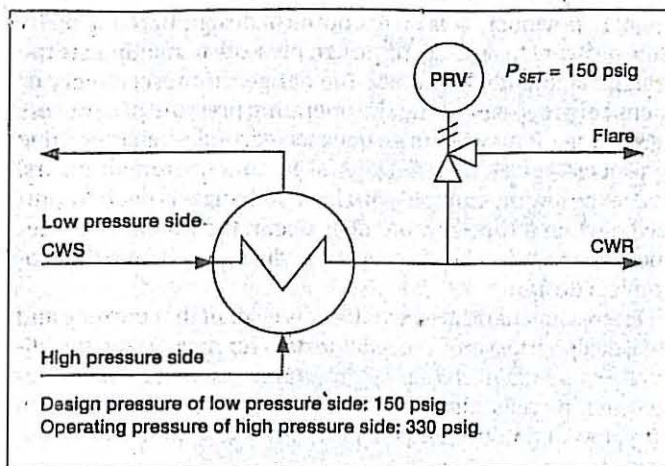 PRV
P_SET = 150 psig
Flare
Low pressure side
CWS
CWR
High pressure side
Design pressure of low pressure side: 150 psig
Operating pressure of high pressure side: 330 psig